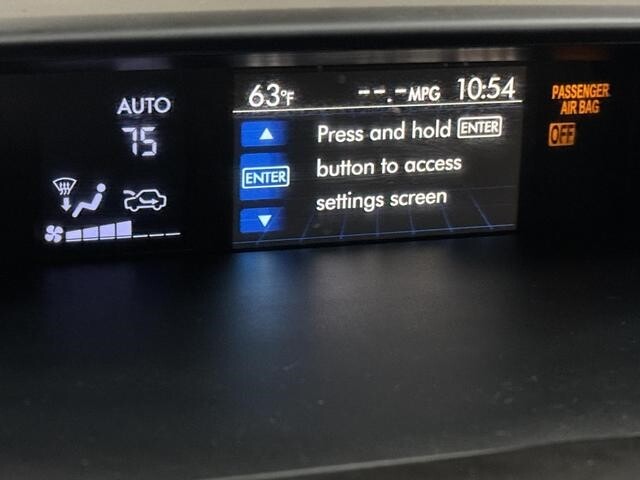 AUTO
75
63°F
--.-MPG
10:54
Press and hold ENTER
button to access
settings screen
ENTER
PASSENGER
AIR BAG
OFF